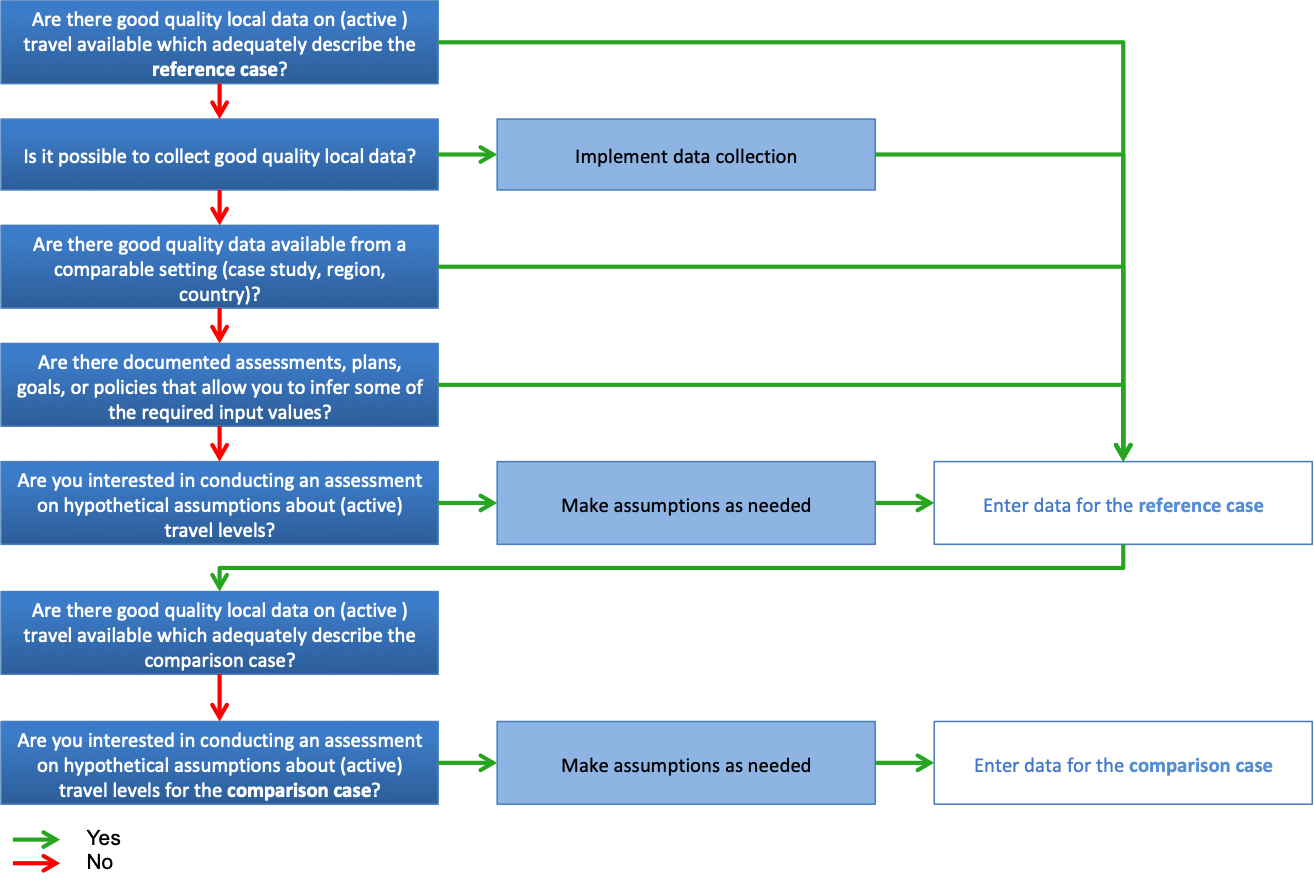 Are there good quality local data on (active )
travel available which adequately describe the
reference case?
Is it possible to collect good quality local data?
Implement data collection
Are there good quality data available from a
comparable setting (case study, region,
country)?
Are there documented assessments, plans,
goals, or policies that allow you to infer some of
the required input values?
Are you interested in conducting an assessment
on hypothetical assumptions about (active)
travel levels?
Make assumptions as needed
Enter data for the reference case
Are there good quality local data on (active )
travel available which adequately describe the
comparison case?
Are you interested in conducting an assessment
on hypothetical assumptions about (active)
travel levels for the comparison case?
Make assumptions as needed
Enter data for the comparison case
Yes
No